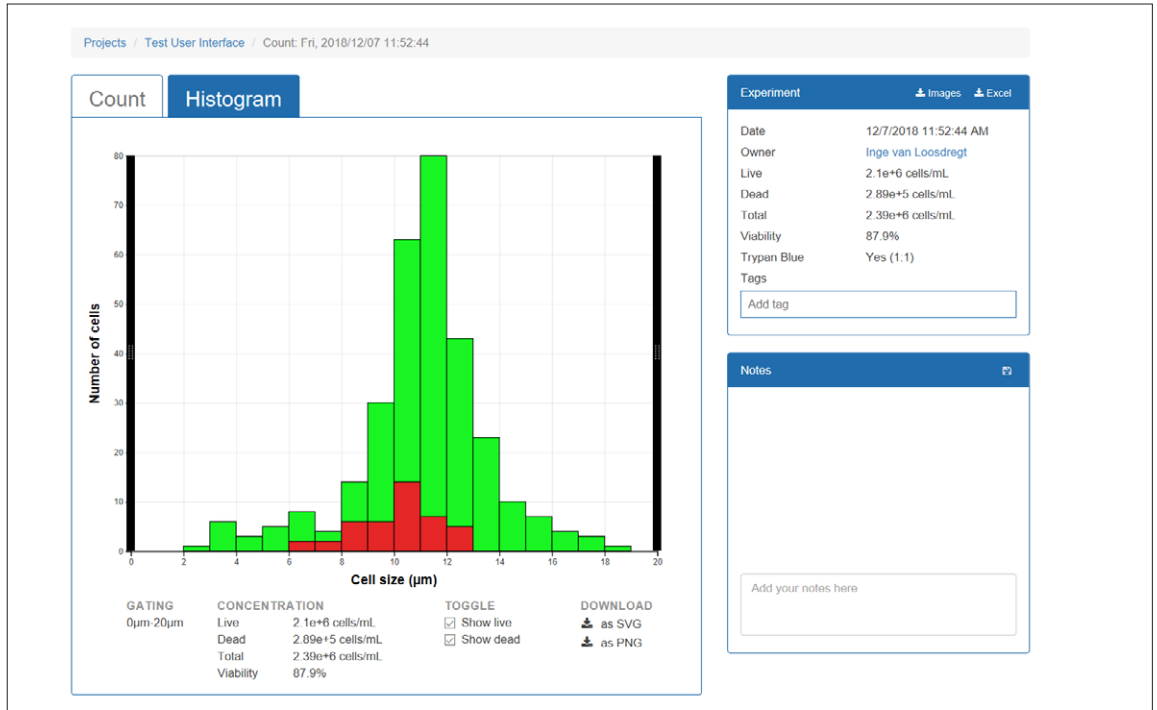 Projects / Test User Interface / Count: Fri, 2018/12/07 11:52:44
Count
Histogram
80
70
60
50
40
30
20
10
0
Number of cells
0 2 4 6 8 10 12 14 16 18 20
Cell size (µm)
GATING
0µm-20µm
CONCENTRATION
Live 2.1e+6 cells/mL
Dead 2.89e+5 cells/mL
Total 2.39e+6 cells/mL
Viability 87.9%
TOGGLE
Show live
Show dead
DOWNLOAD
as SVG
as PNG
Experiment Images Excel
Date 12/7/2018 11:52:44 AM
Owner Inge van Loosdregt
Live 2.1e+6 cells/mL
Dead 2.89e+5 cells/mL
Total 2.39e+6 cells/mL
Viability 87.9%
Trypan Blue Yes (1.1)
Tags
Add tag
Notes
Add your notes here